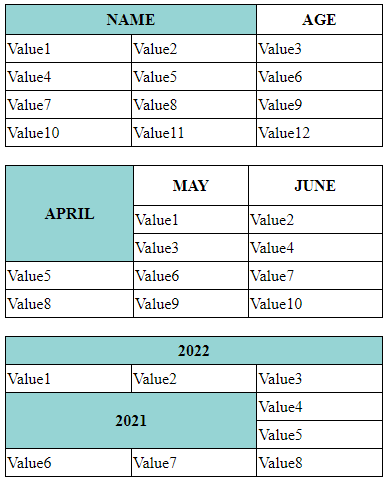 NAME AGE
Value1 Value2 Value3
Value4 Value5 Value6
Value7 Value8 Value9
Value10 Value11 Value12
APRIL MAY JUNE
Value1 Value2
Value3 Value4
Value5 Value6 Value7
Value8 Value9 Value10
2022
Value1 Value2 Value3
2021 Value4
Value5
Value6 Value7 Value8